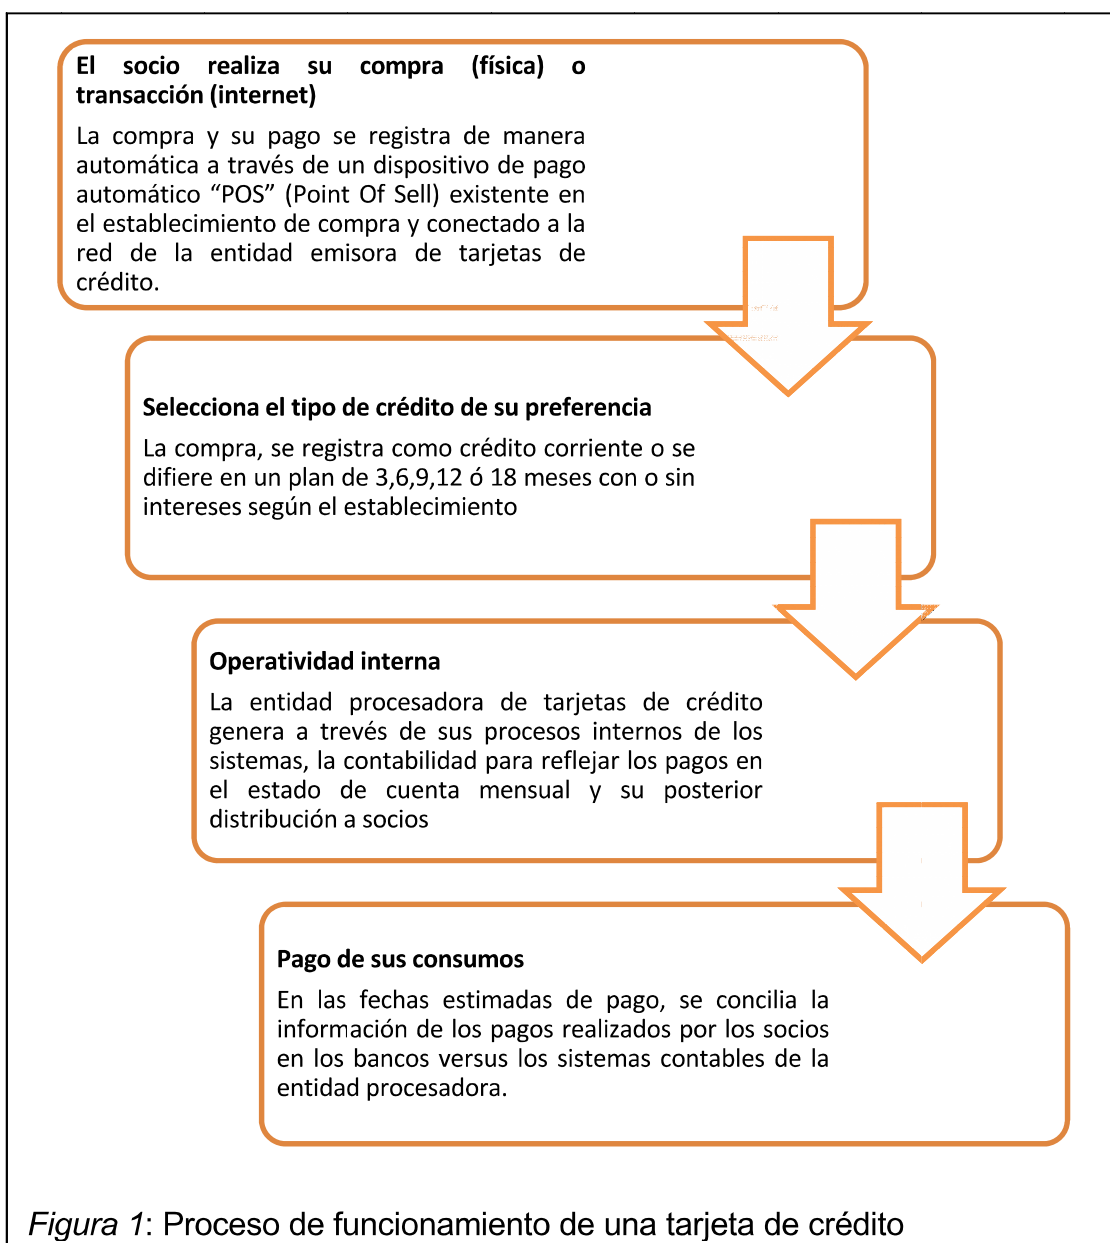 El socio realiza su compra (física) o
transacción (internet)
La compra y su pago se registra de manera
automática a través de un dispositivo de pago
automático “POS” (Point Of Sell) existente en
el establecimiento de compra y conectado a la
red de la entidad emisora de tarjetas de
crédito.
Selecciona el tipo de crédito de su preferencia
La compra, se registra como crédito corriente o se
difiere en un plan de 3,6,9,12 ó 18 meses con o sin
intereses según el establecimiento
Operatividad interna
La entidad procesadora de tarjetas de crédito
genera a trevés de sus procesos internos de los
sistemas, la contabilidad para reflejar los pagos en
el estado de cuenta mensual y su posterior
distribución a socios
Pago de sus consumos
En las fechas estimadas de pago, se concilia la
información de los pagos realizados por los socios
en los bancos versus los sistemas contables de la
entidad procesadora.
Figura 1: Proceso de funcionamiento de una tarjeta de crédito